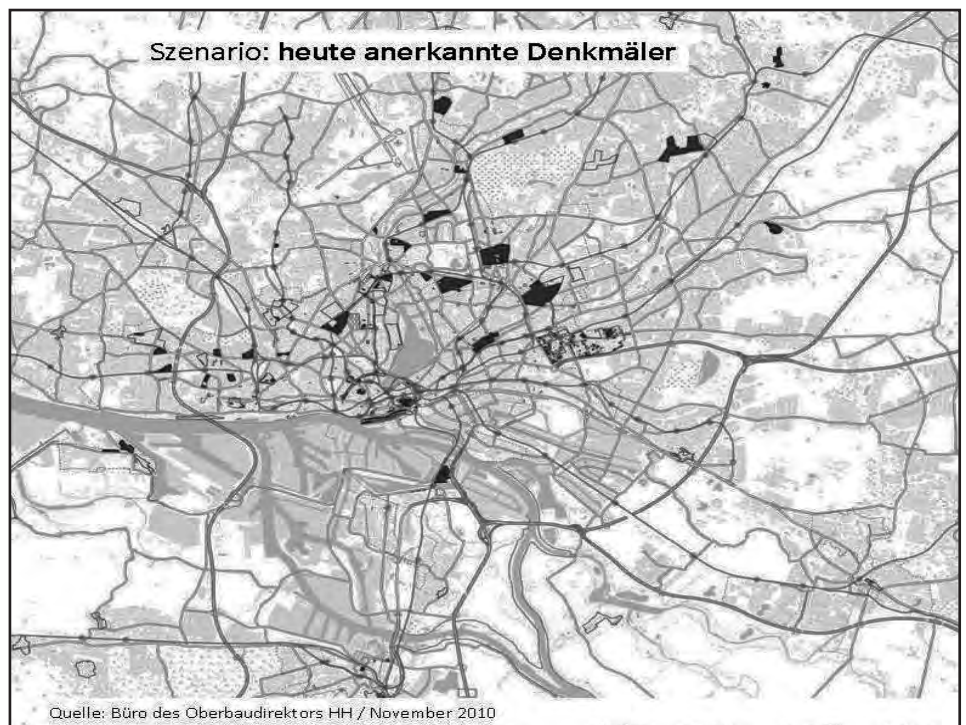 Szenario: heute anerkannte Denkmäler
Quelle: Büro des Oberbaudirektors HH / November 2010